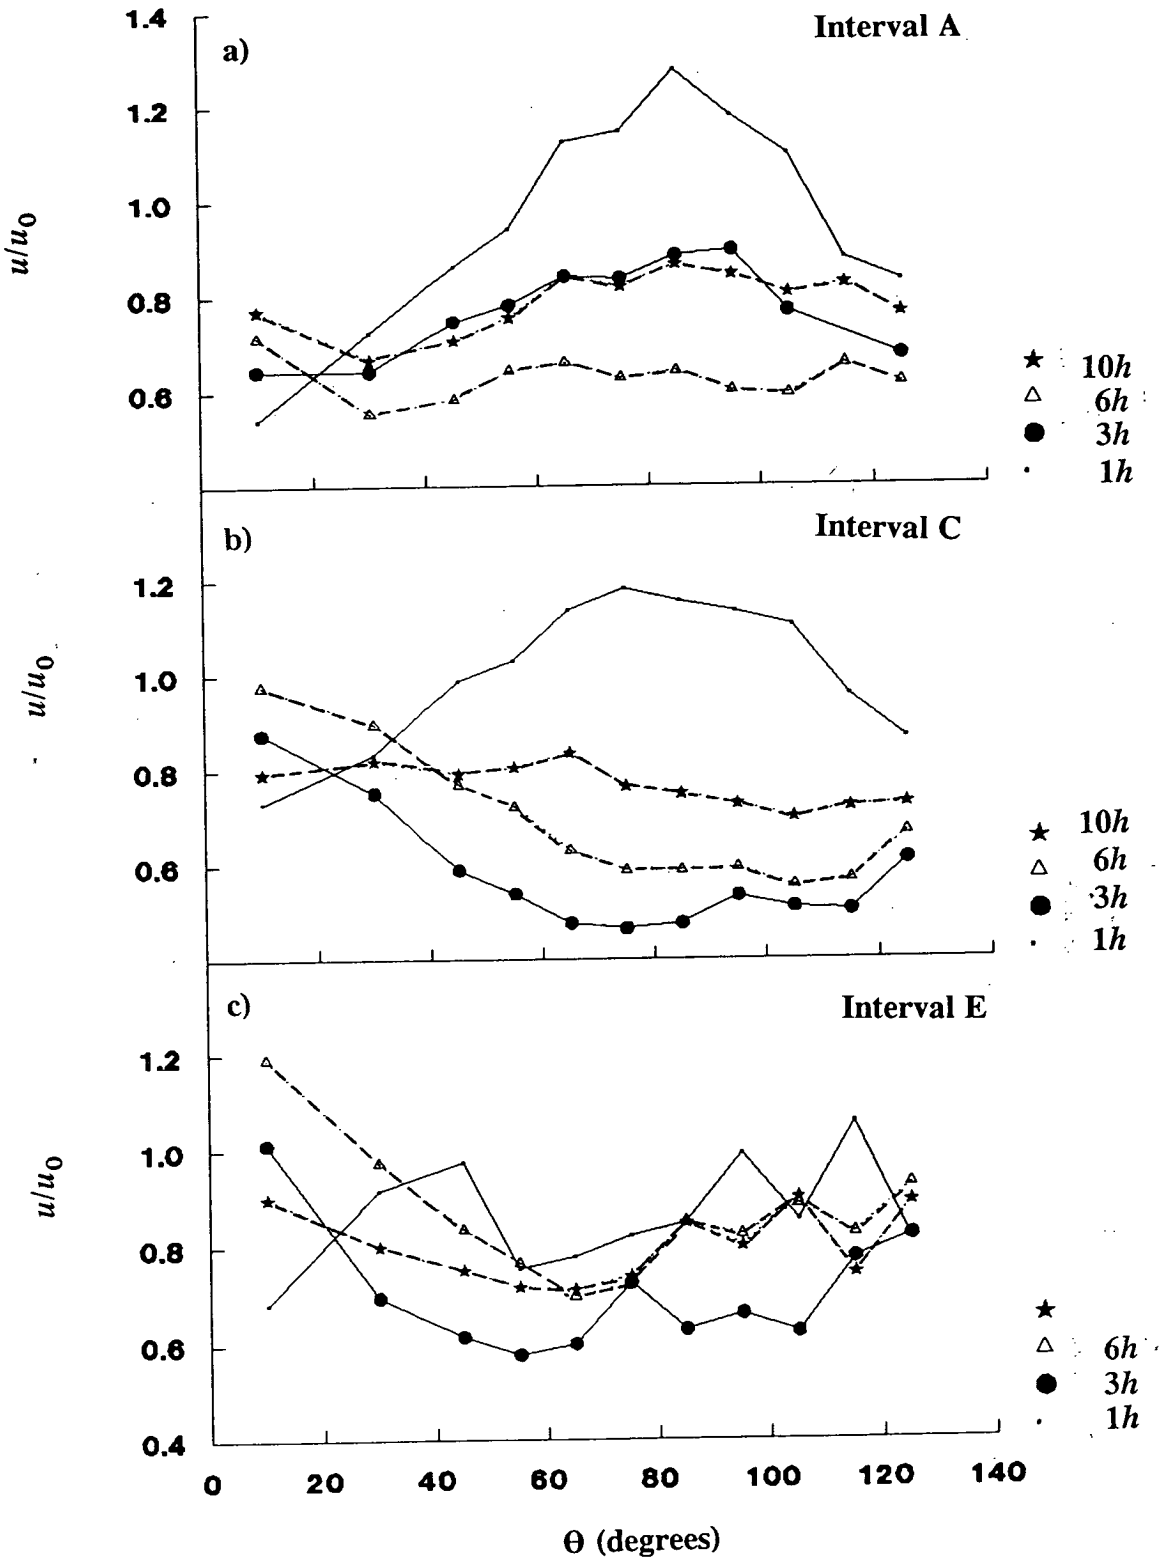 1.4
Interval A
a)
1.2
1.0
u/u0
0.8
0.6
10h
6h
3h
1h
Interval C
b)
1.2
1.0
u/u0
0.8
0.6
10h
6h
3h
1h
Interval E
c)
1.2
1.0
u/u0
0.8
0.6
0.4
6h
3h
1h
0 20 40 60 80 100 120 140
Θ (degrees)